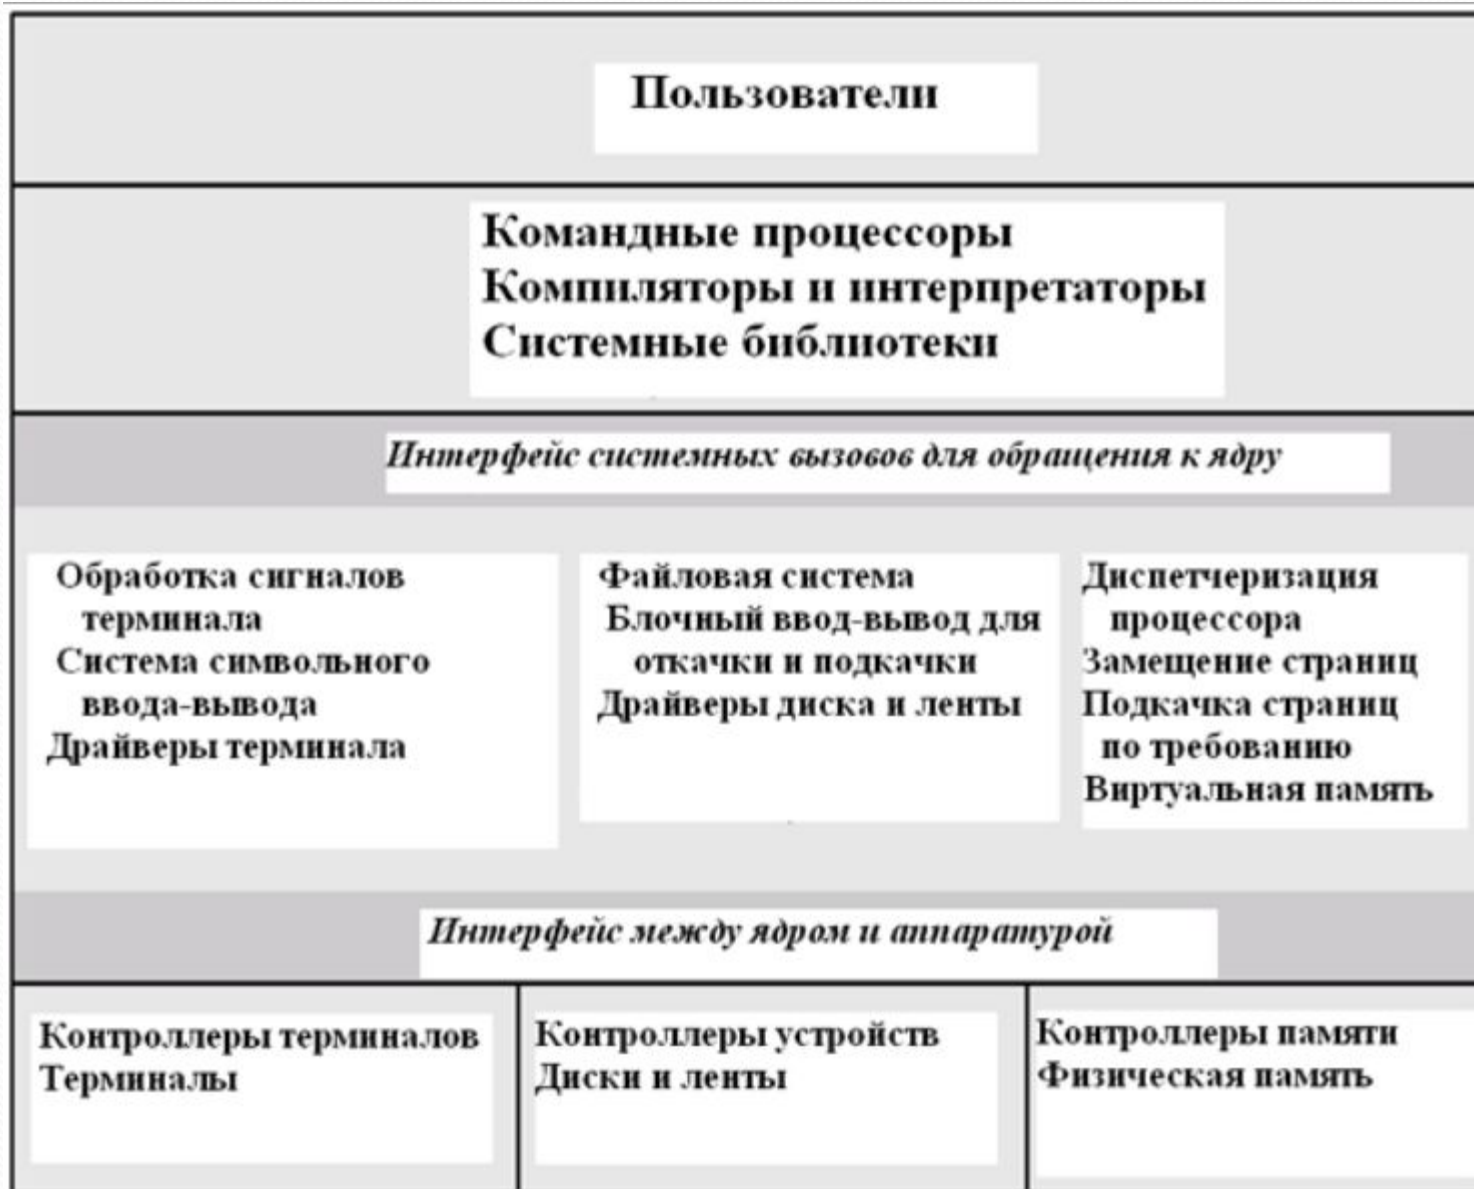 Пользователи
Командные процессоры
Компиляторы и интерпретаторы
Системные библиотеки
Интерфейс системных вызовов для обращения к ядру
Обработка сигналов
терминала
Система символьного
ввода-вывода
Драйверы терминала
Файловая система
Блочный ввод-вывод для
откачки и подкачки
Драйверы диска и ленты
Диспетчеризация
процессора
Замещение страниц
Подкачка страниц
по требованию
Виртуальная память
Интерфейс между ядром и аппаратурой
Контроллеры терминалов
Терминалы
Контроллеры устройств
Диски и ленты
Контроллеры памяти
Физическая память